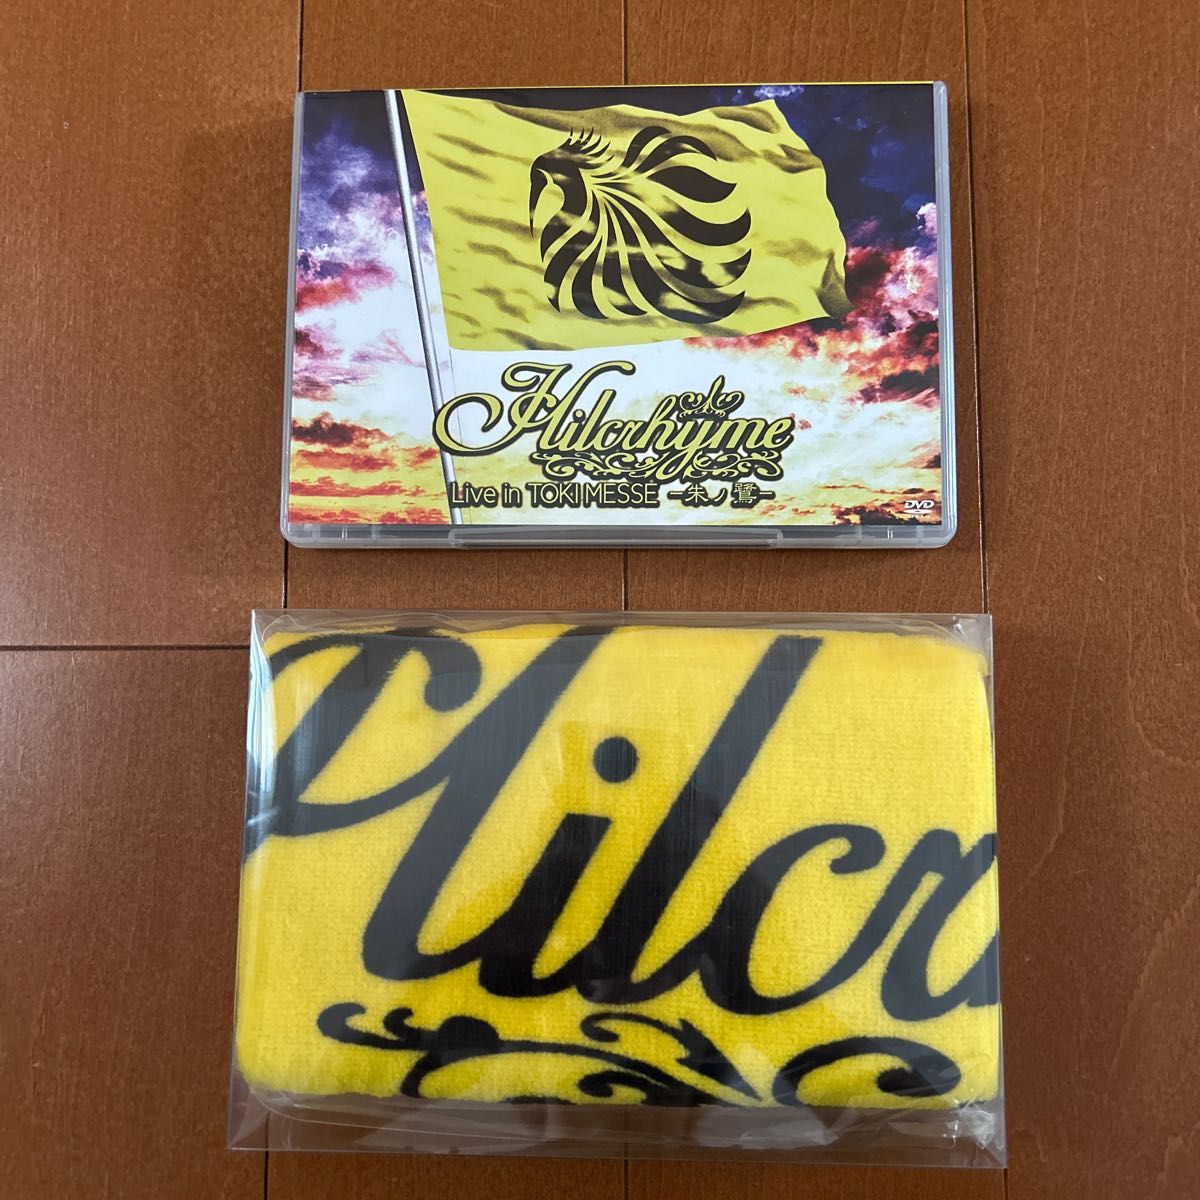 Hilcrhyme
Live in TOKI MESSE −朱ノ鷺−
DVD
Hilcr